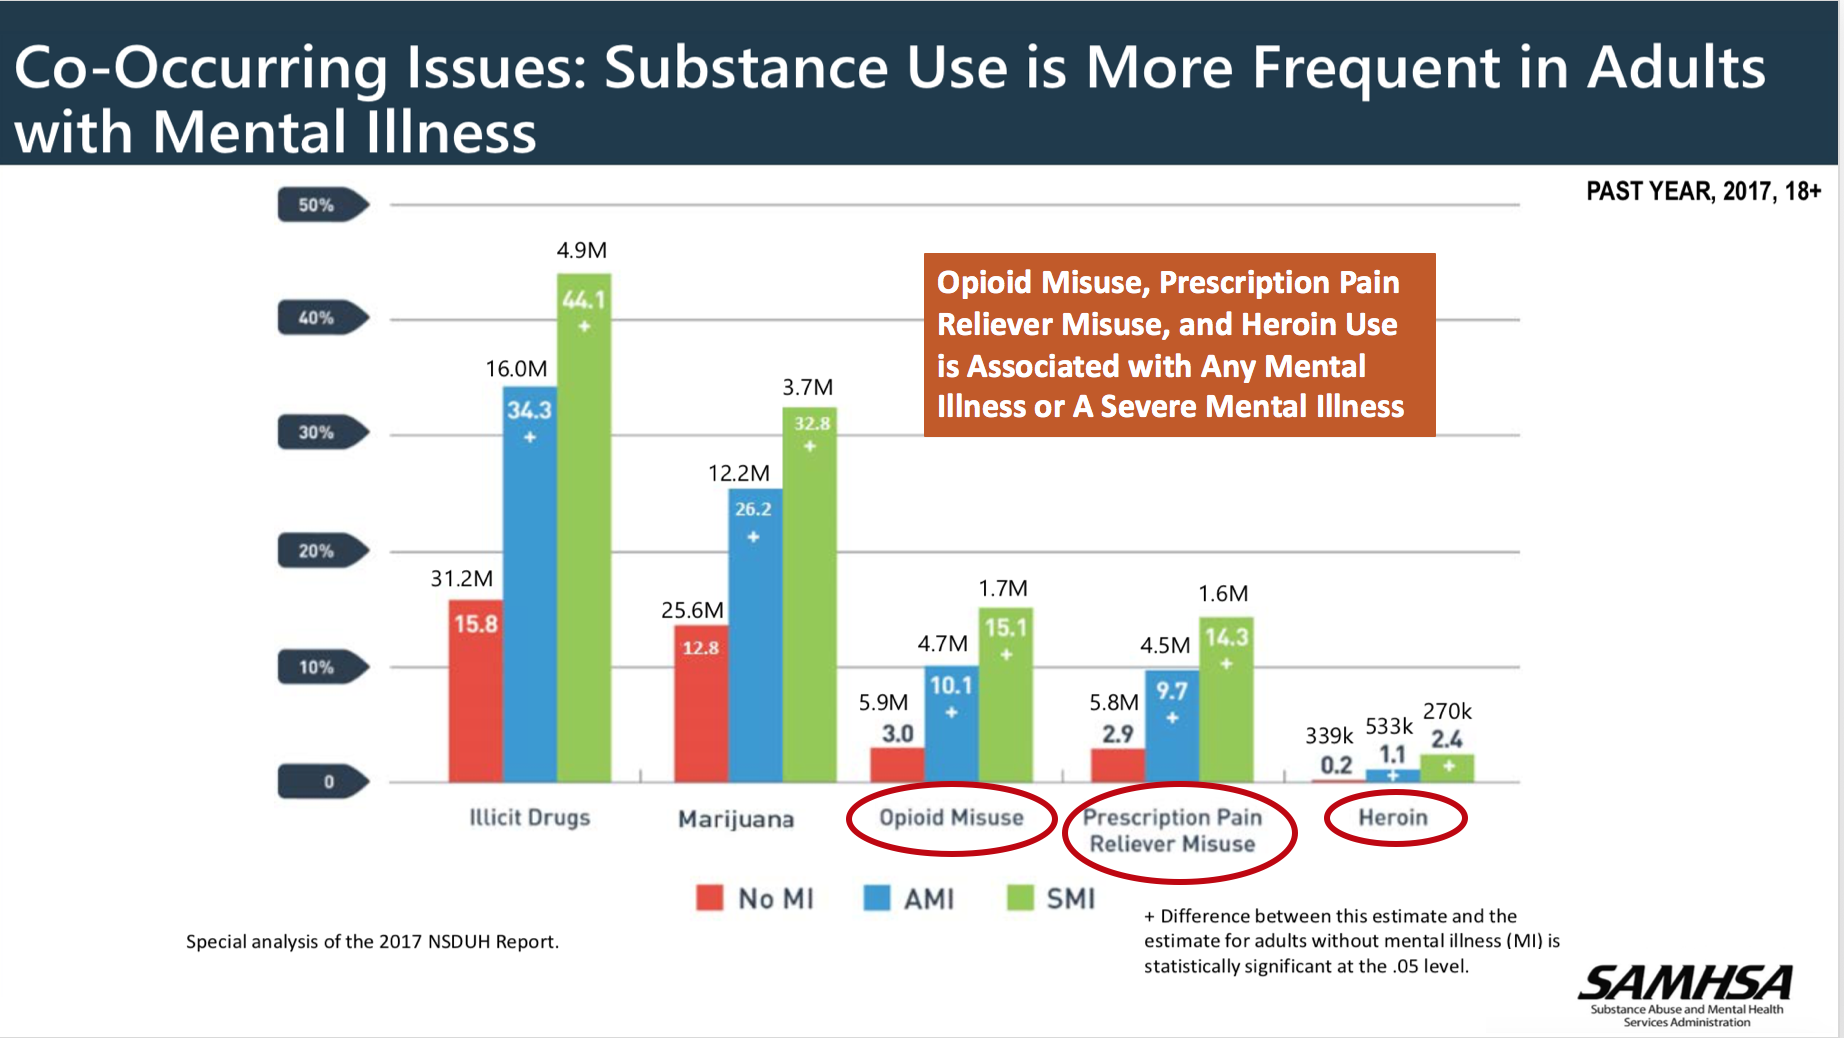 Co-Occurring Issues: Substance Use is More Frequent in Adults
with Mental Illness
PAST YEAR, 2017, 18+
50%
40%
30%
20%
10%
0
Opioid Misuse, Prescription Pain
Reliever Misuse, and Heroin Use
is Associated with Any Mental
Illness or A Severe Mental Illness
31.2M
15.8
16.0M
34.3
+
4.9M
44.1
+
Illicit Drugs
25.6M
12.8
12.2M
26.2
+
3.7M
32.8
+
Marijuana
5.9M
3.0
4.7M
10.1
+
1.7M
15.1
+
Opioid Misuse
5.8M
2.9
4.5M
9.7
+
1.6M
14.3
+
Prescription Pain
Reliever Misuse
339k
0.2
533k
1.1
+
270k
2.4
+
Heroin
No MI
AMI
SMI
Special analysis of the 2017 NSDUH Report.
+ Difference between this estimate and the
estimate for adults without mental illness (MI) is
statistically significant at the .05 level.
SAMHSA
Substance Abuse and Mental Health
Services Administration